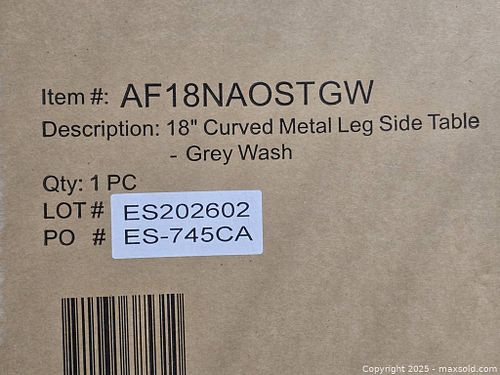 Item #: AF18NAOSTGW
Description: 18" Curved Metal Leg Side Table
- Grey Wash
Qty: 1 PC
LOT # ES202602
PO # ES-745CA
Copyright 2025 - maxsold.com